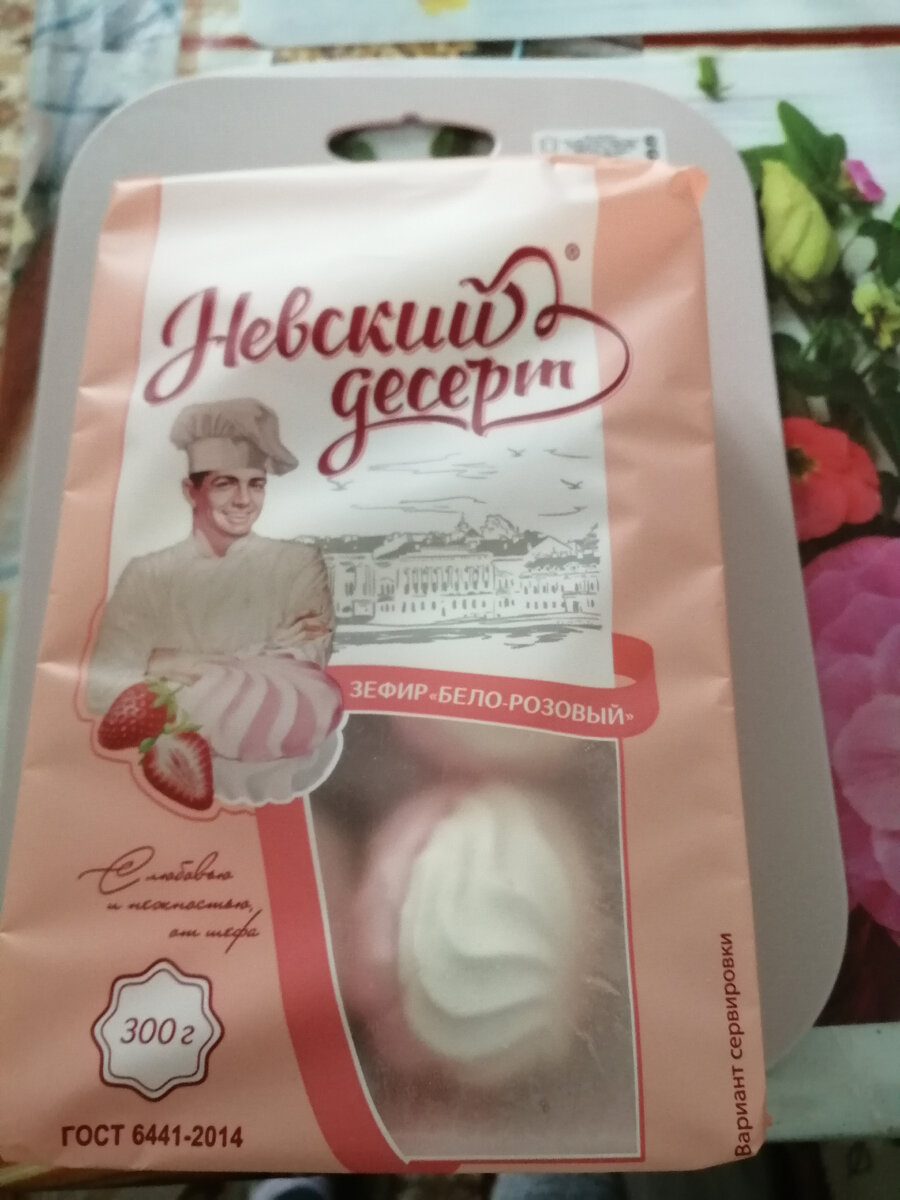 Невский®
десерт
ЗЕФИР «БЕЛО-РОЗОВЫЙ»
С любовью
и нежностью,
от шефа
300 г
ГОСТ 6441-2014
Вариант сервировки